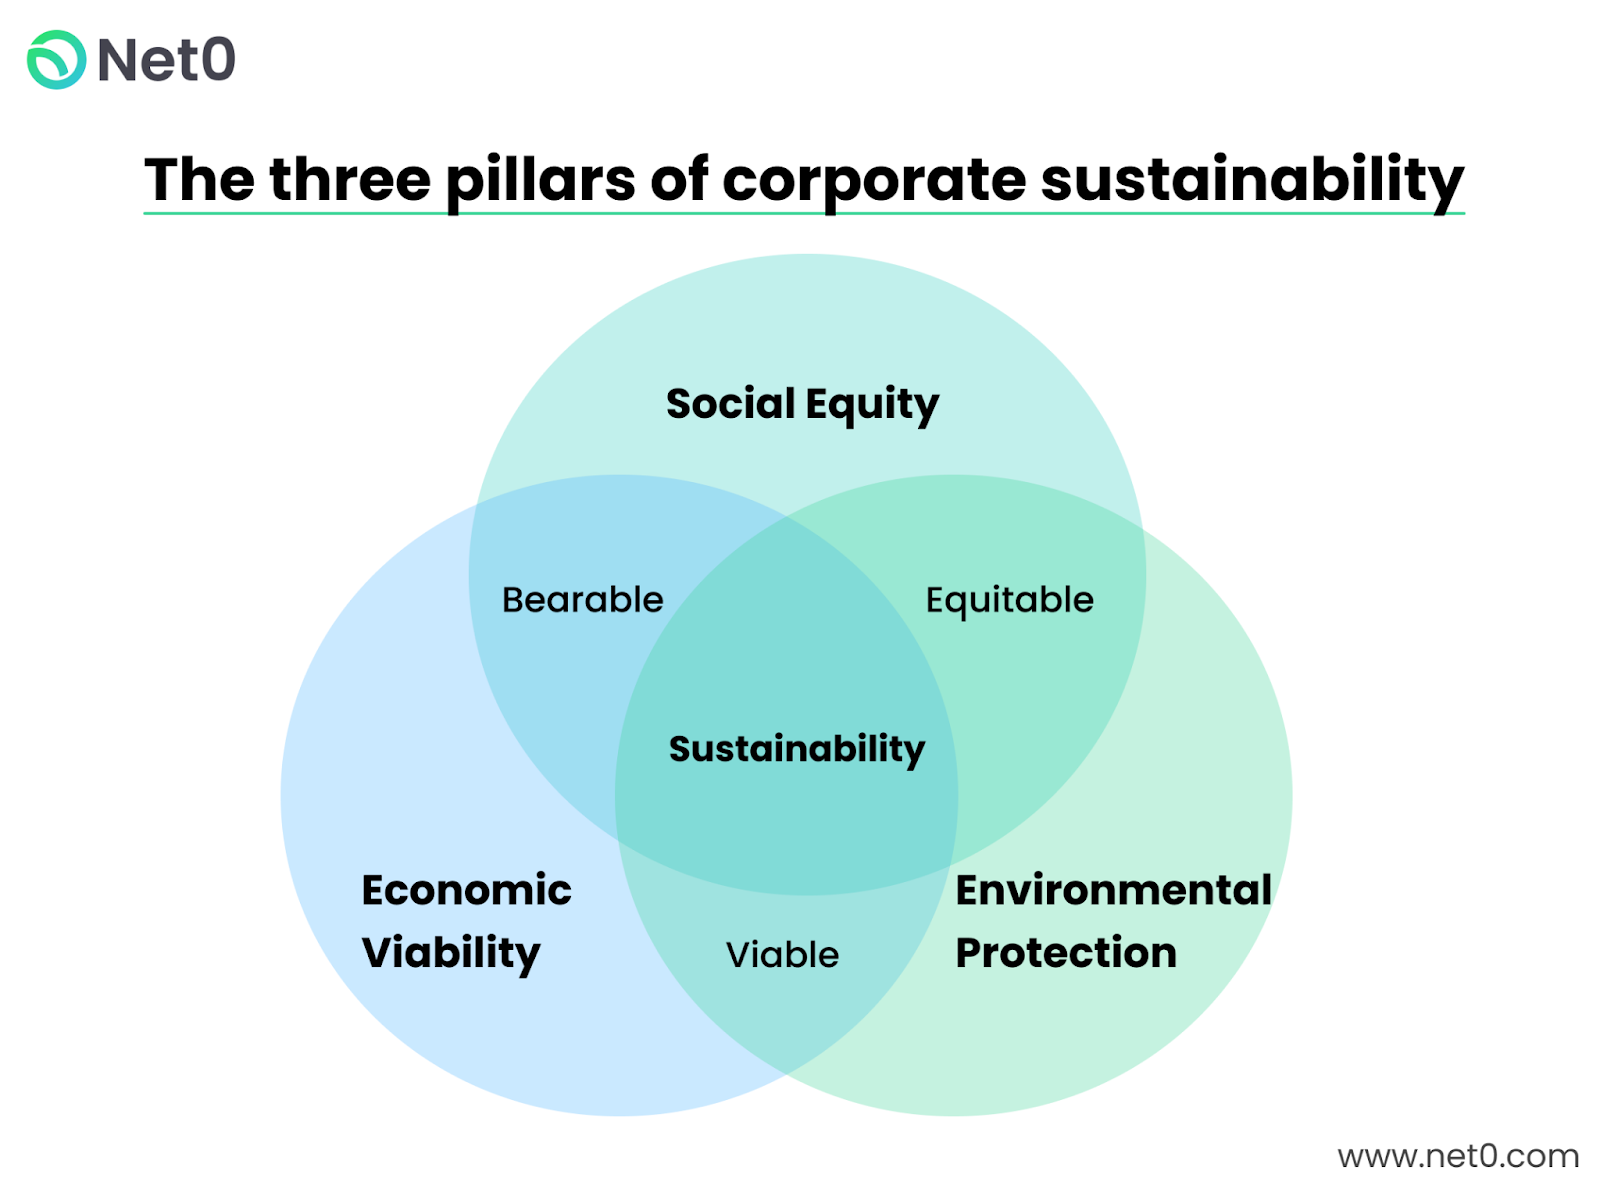 Net0
The three pillars of corporate sustainability
Social Equity
Bearable
Equitable
Sustainability
Economic
Viability
Viable
Environmental
Protection
www.net0.com